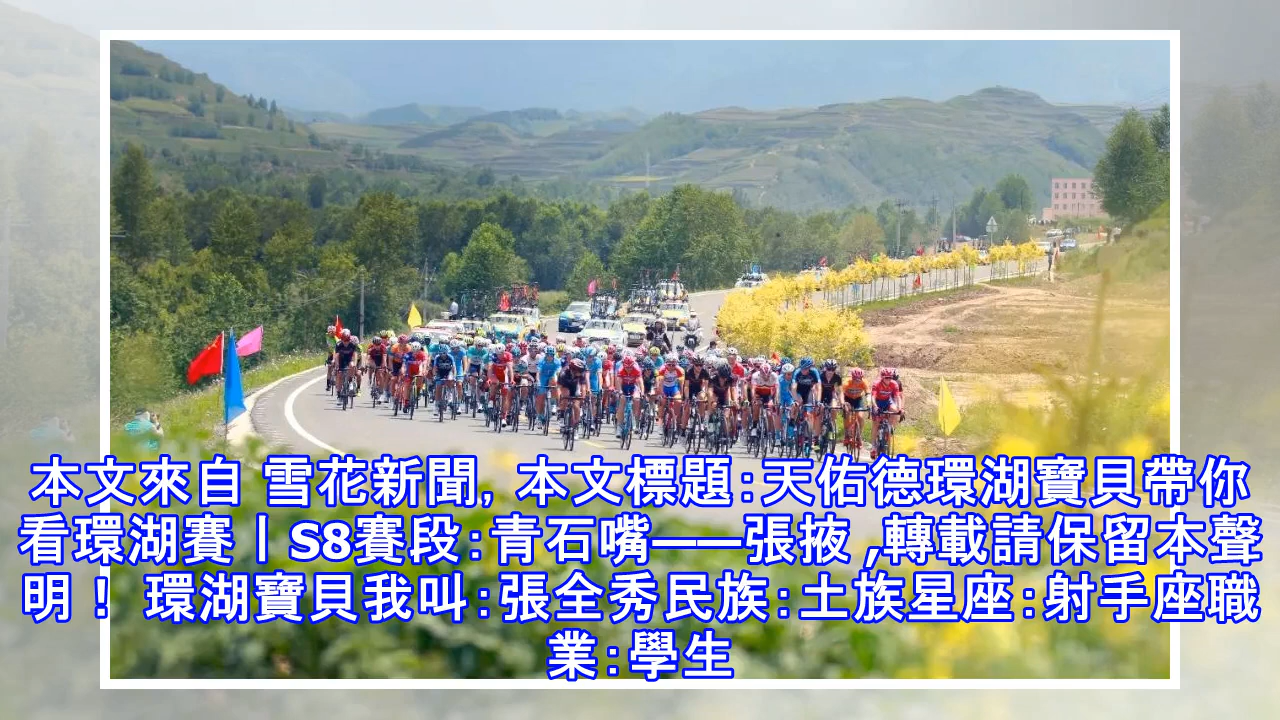 本文來自 雪花新聞, 本文標題:天佑德環湖寶貝帶你
看環湖賽丨S8賽段:青石嘴——張掖 ,轉載請保留本聲
明! 環湖寶貝我叫:張全秀民族:土族星座:射手座職
業:學生